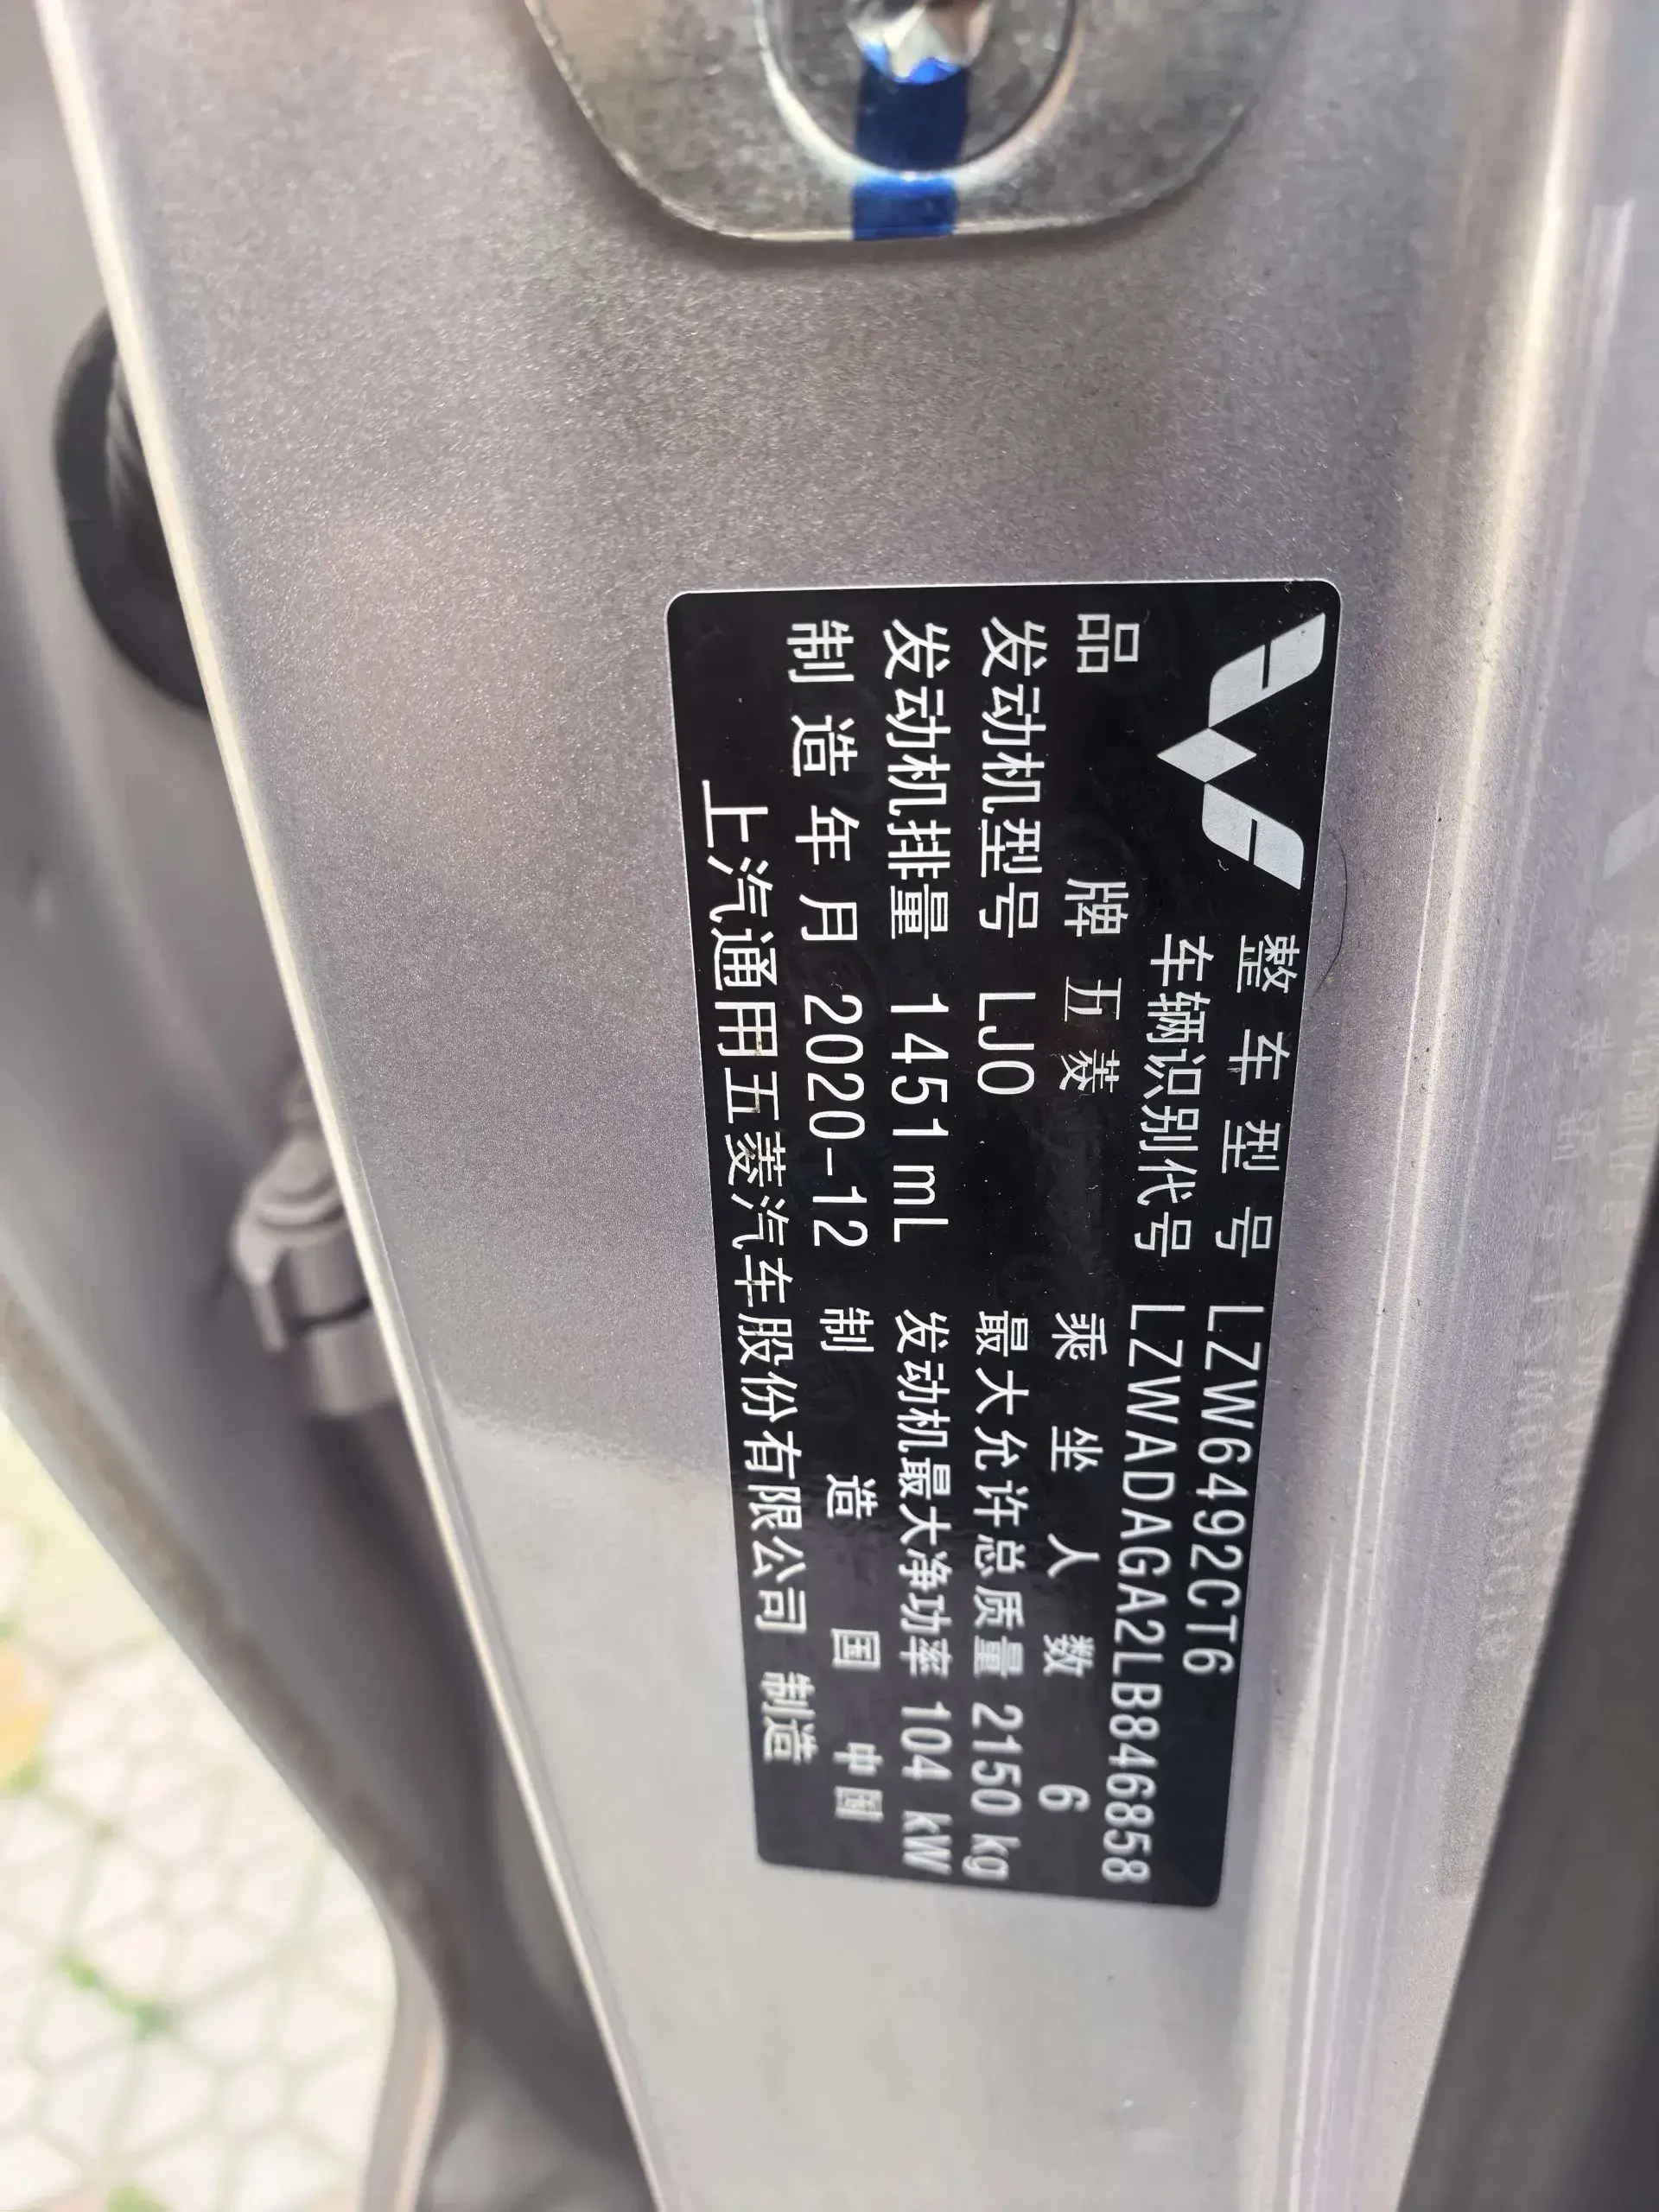 整车型号 LZW6492CT6
车辆识别代号 LZWADAGA2LB846858
品牌 五菱 乘坐人数 6
发动机型号 LJO 最大允许总质量 2150 kg
发动机排量 1451 mL 发动机最大净功率 104 kW
制造年月 2020-12 制造国 中国
上汽通用五菱汽车股份有限公司 制造